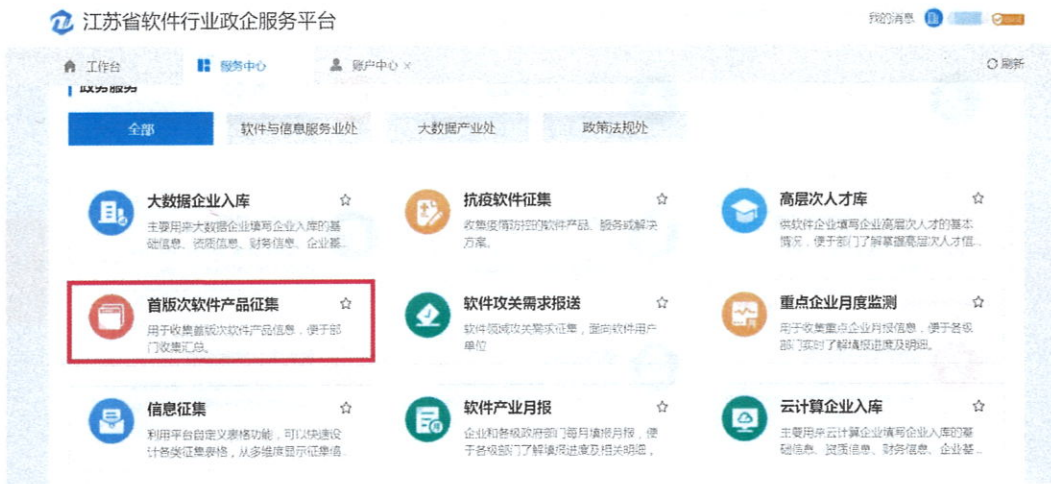 江苏省软件行业政企服务平台
我的消息
工作台
服务中心
账户中心 ×
刷新
政务服务
全部
软件与信息服务业处
大数据产业处
政策法规处
大数据企业入库
主要用来大数据企业填写企业入库的基
础信息、资质信息、财务信息、企业基...
抗疫软件征集
收集疫情防控的软件产品、服务或解决
方案。
高层次人才库
供软件企业填写企业高层次人才的基本
情况，便于部门了解掌握高层次人才信...
首版次软件产品征集
用于收集首版次软件产品信息，便于部
门收集汇总。
软件攻关需求报送
软件领域攻关需求征集，面向软件用户
单位
重点企业月度监测
用于收集重点企业月报信息，便于各级
部门实时了解填报进度及明细。
信息征集
利用平台自定义表格功能，可以快速设
计各类征集表格，从多维度显示征集信...
软件产业月报
企业和各级政府部门每月填报月报，便
于各级部门了解填报进度及相关明细，
云计算企业入库
主要用来云计算企业填写企业入库的基
础信息、资质信息、财务信息、企业基...